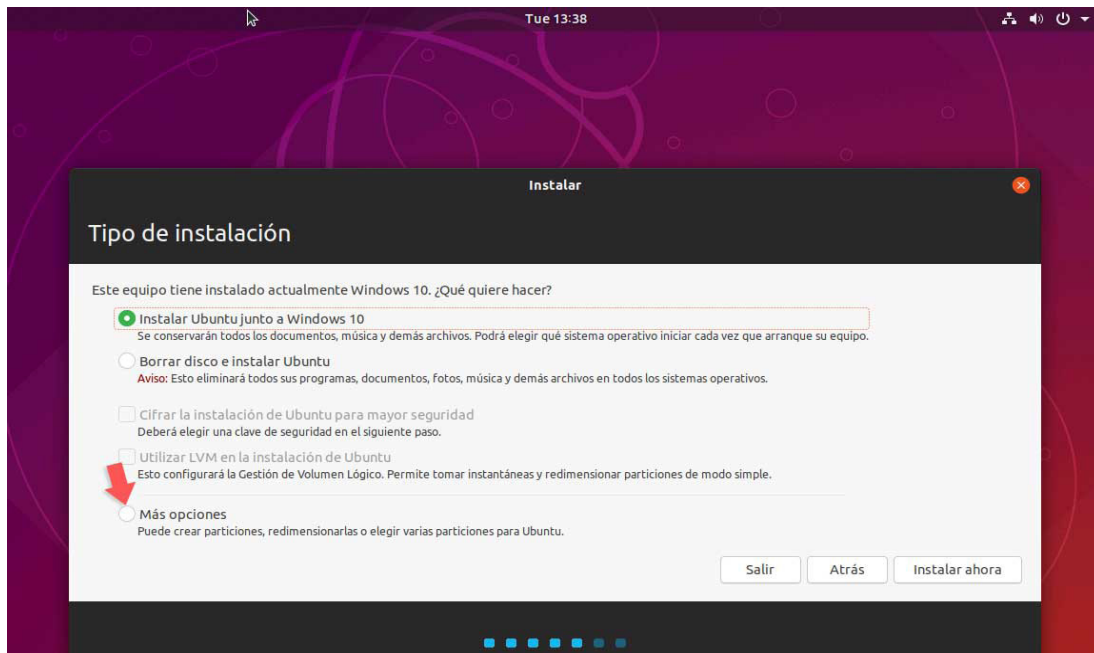 Tue 13:38
Instalar
Tipo de instalación
Este equipo tiene instalado actualmente Windows 10. ¿Qué quiere hacer?
Instalar Ubuntu junto a Windows 10
Se conservarán todos los documentos, música y demás archivos. Podrá elegir qué sistema operativo iniciar cada vez que arranque su equipo.
Borrar disco e instalar Ubuntu
Aviso: Esto eliminará todos sus programas, documentos, fotos, música y demás archivos en todos los sistemas operativos.
Cifrar la instalación de Ubuntu para mayor seguridad
Deberá elegir una clave de seguridad en el siguiente paso.
Utilizar LVM en la instalación de Ubuntu
Esto configurará la Gestión de Volumen Lógico. Permite tomar instantáneas y redimensionar particiones de modo simple.
Más opciones
Puede crear particiones, redimensionarlas o elegir varias particiones para Ubuntu.
Salir Atrás Instalar ahora